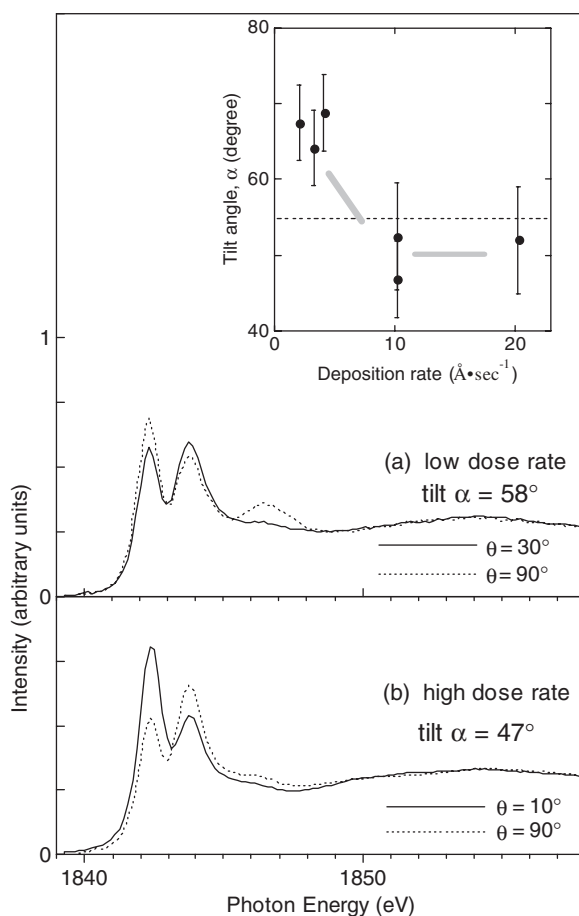 80
60
40
Tilt angle, α (degree)
0
10
20
Deposition rate (Å•sec⁻¹)
1
0
(a) low dose rate
tilt α = 58°
θ = 30°
θ = 90°
Intensity (arbitrary units)
(b) high dose rate
tilt α = 47°
θ = 10°
θ = 90°
0
1840
1850
Photon Energy (eV)